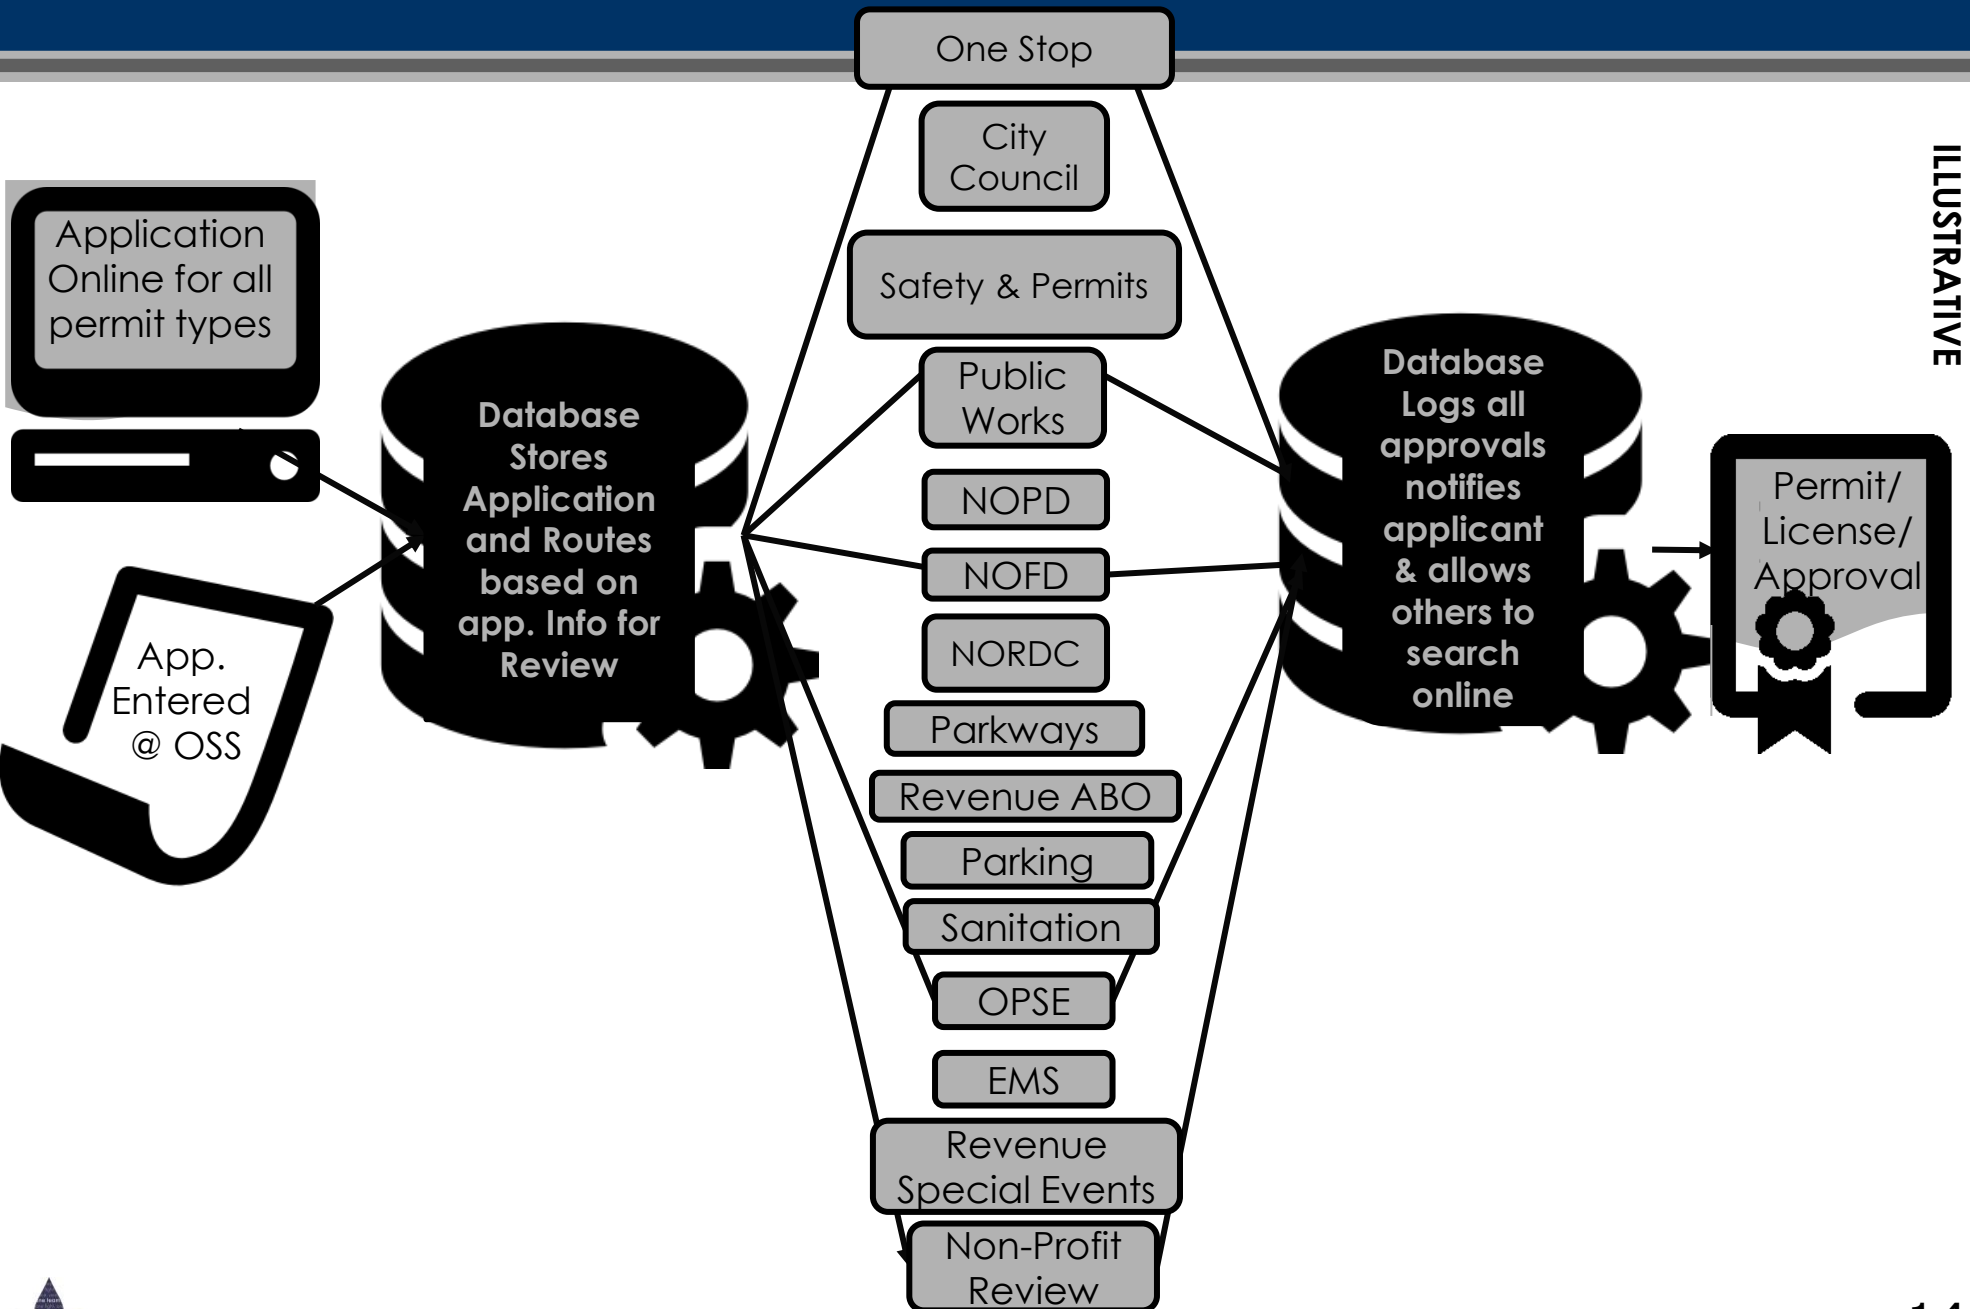 One Stop
City
Council
Safety & Permits
Public
Works
NOPD
NOFD
NORDC
Parkways
Revenue ABO
Parking
Sanitation
OPSE
EMS
Revenue
Special Events
Non-Profit
Review
Application
Online for all
permit types
App.
Entered
@ OSS
Database
Stores
Application
and Routes
based on
app. Info for
Review
Database
Logs all
approvals
notifies
applicant
& allows
others to
search
online
Permit/
License/
Approval
ILLUSTRATIVE
14